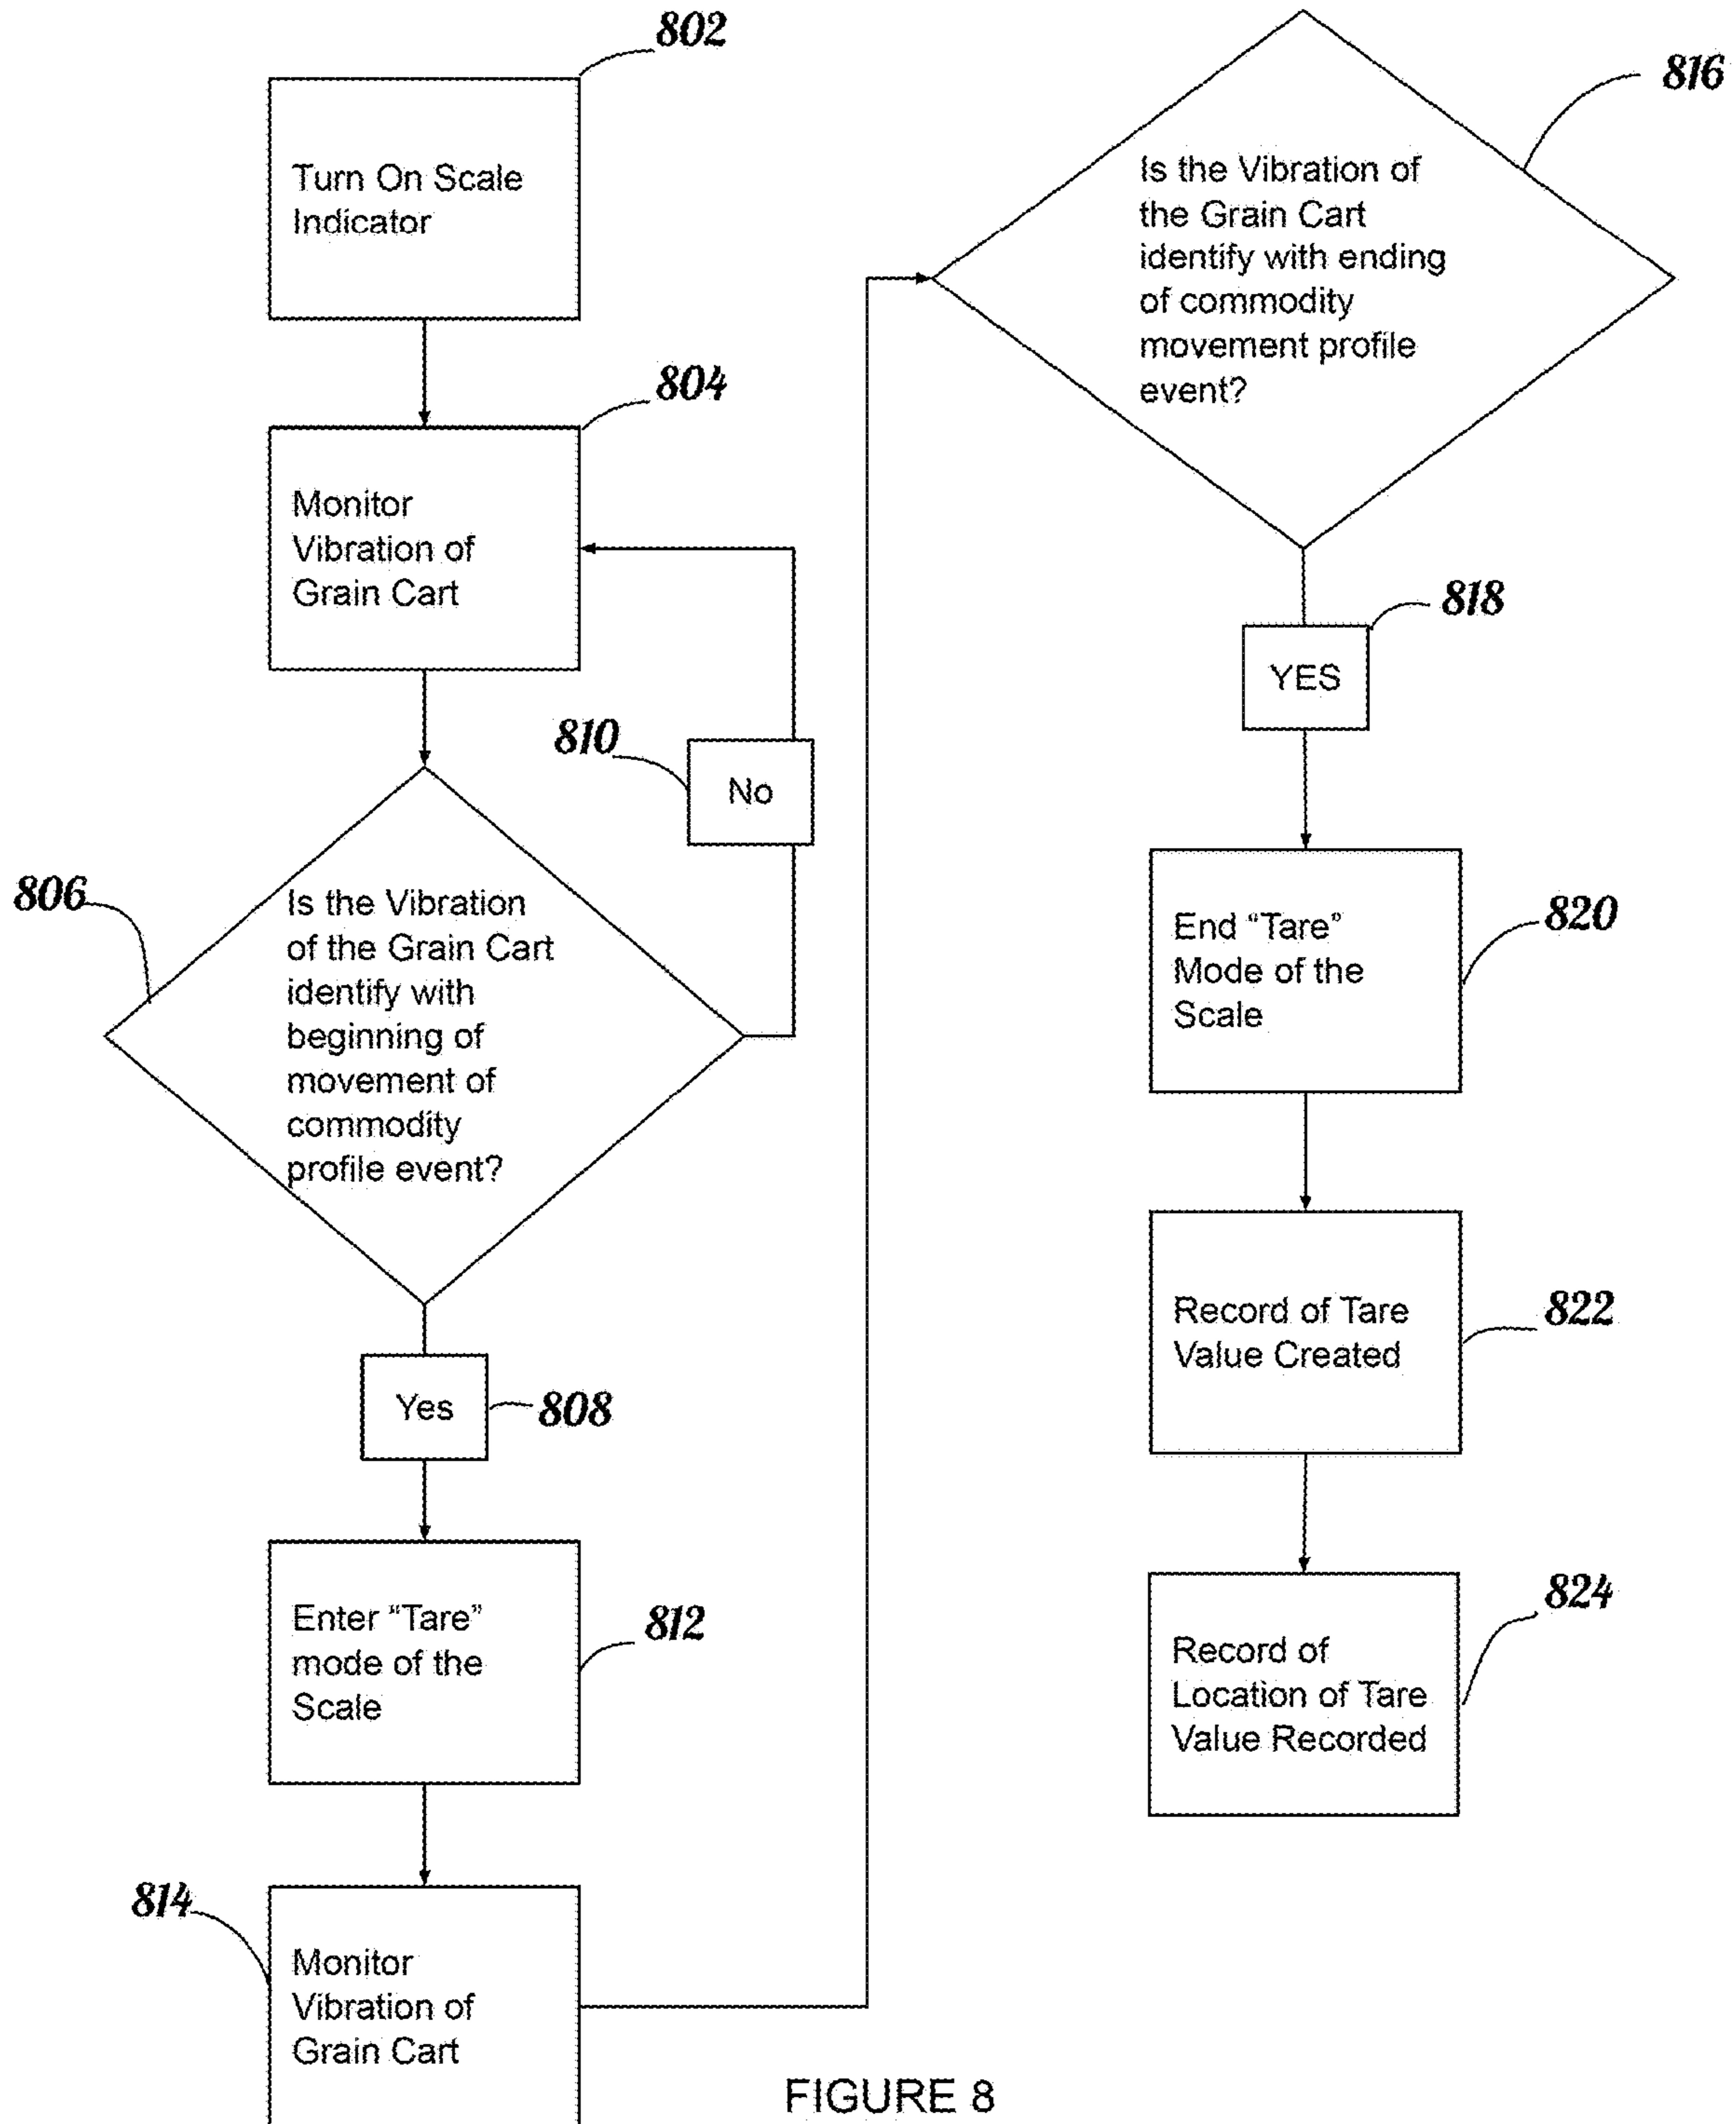 802
Turn On Scale
Indicator
804
Monitor
Vibration of
Grain Cart
810
No
806
Is the Vibration
of the Grain Cart
identify with
beginning of
movement of
commodity
profile event?
Yes
808
Enter “Tare”
mode of the
Scale
812
814
Monitor
Vibration of
Grain Cart
816
Is the Vibration of
the Grain Cart
identify with ending
of commodity
movement profile
event?
818
YES
End “Tare”
Mode of the
Scale
820
Record of Tare
Value Created
822
824
Record of
Location of Tare
Value Recorded
FIGURE 8